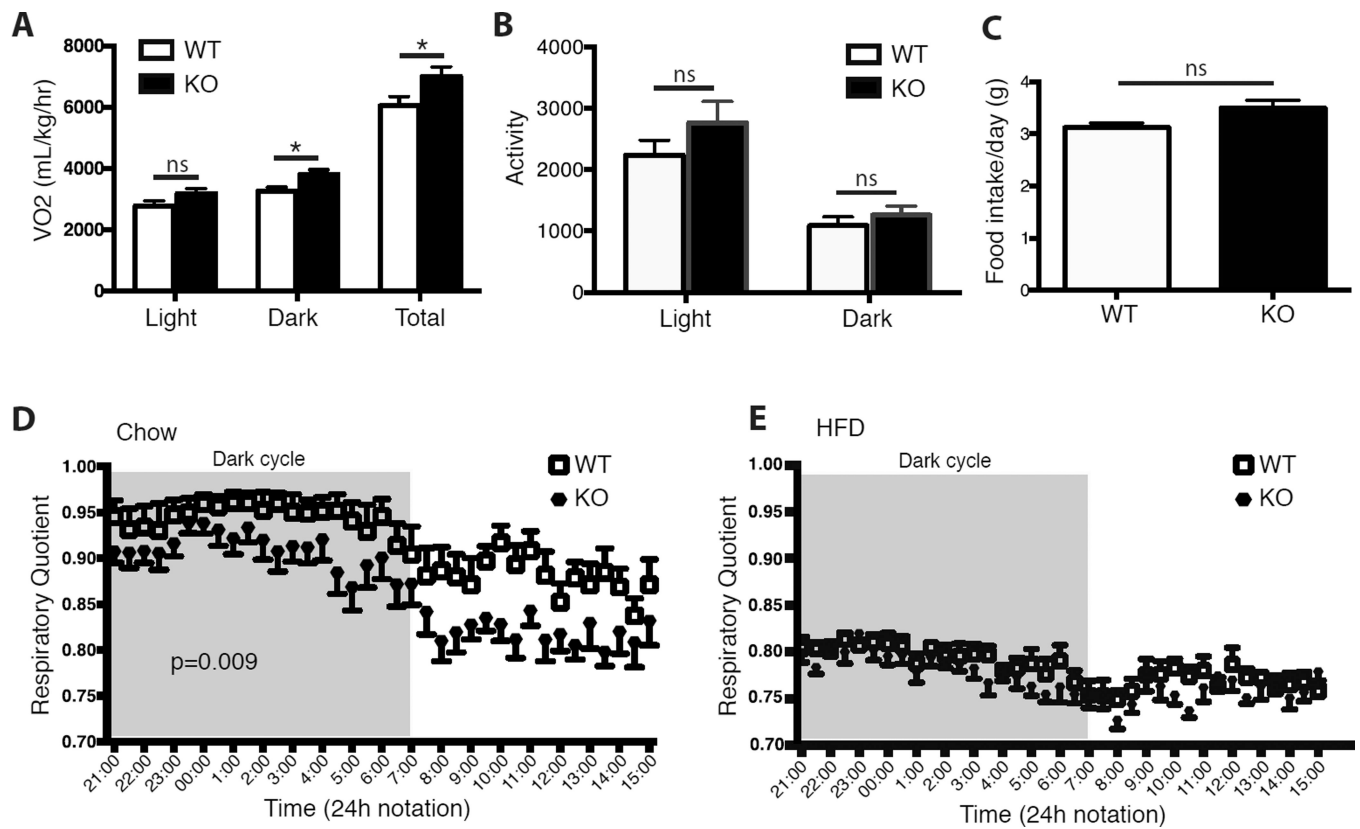 A
VO2 (mL/kg/hr)
8000
6000
4000
2000
0
WT
KO
ns
*
*
Light
Dark
Total
B
Activity
4000
3000
2000
1000
0
WT
KO
ns
ns
Light
Dark
C
Food intake/day (g)
4
3
2
1
0
ns
WT
KO
D
Chow
Dark cycle
WT
KO
Respiratory Quotient
1.00
0.95
0.90
0.85
0.80
0.75
0.70
p=0.009
21:00
22:00
23:00
00:00
1:00
2:00
3:00
4:00
5:00
6:00
7:00
8:00
9:00
10:00
11:00
12:00
13:00
14:00
15:00
Time (24h notation)
E
HFD
Dark cycle
WT
KO
Respiratory Quotient
1.00
0.95
0.90
0.85
0.80
0.75
0.70
21:00
22:00
23:00
00:00
1:00
2:00
3:00
4:00
5:00
6:00
7:00
8:00
9:00
10:00
11:00
12:00
13:00
14:00
15:00
Time (24h notation)